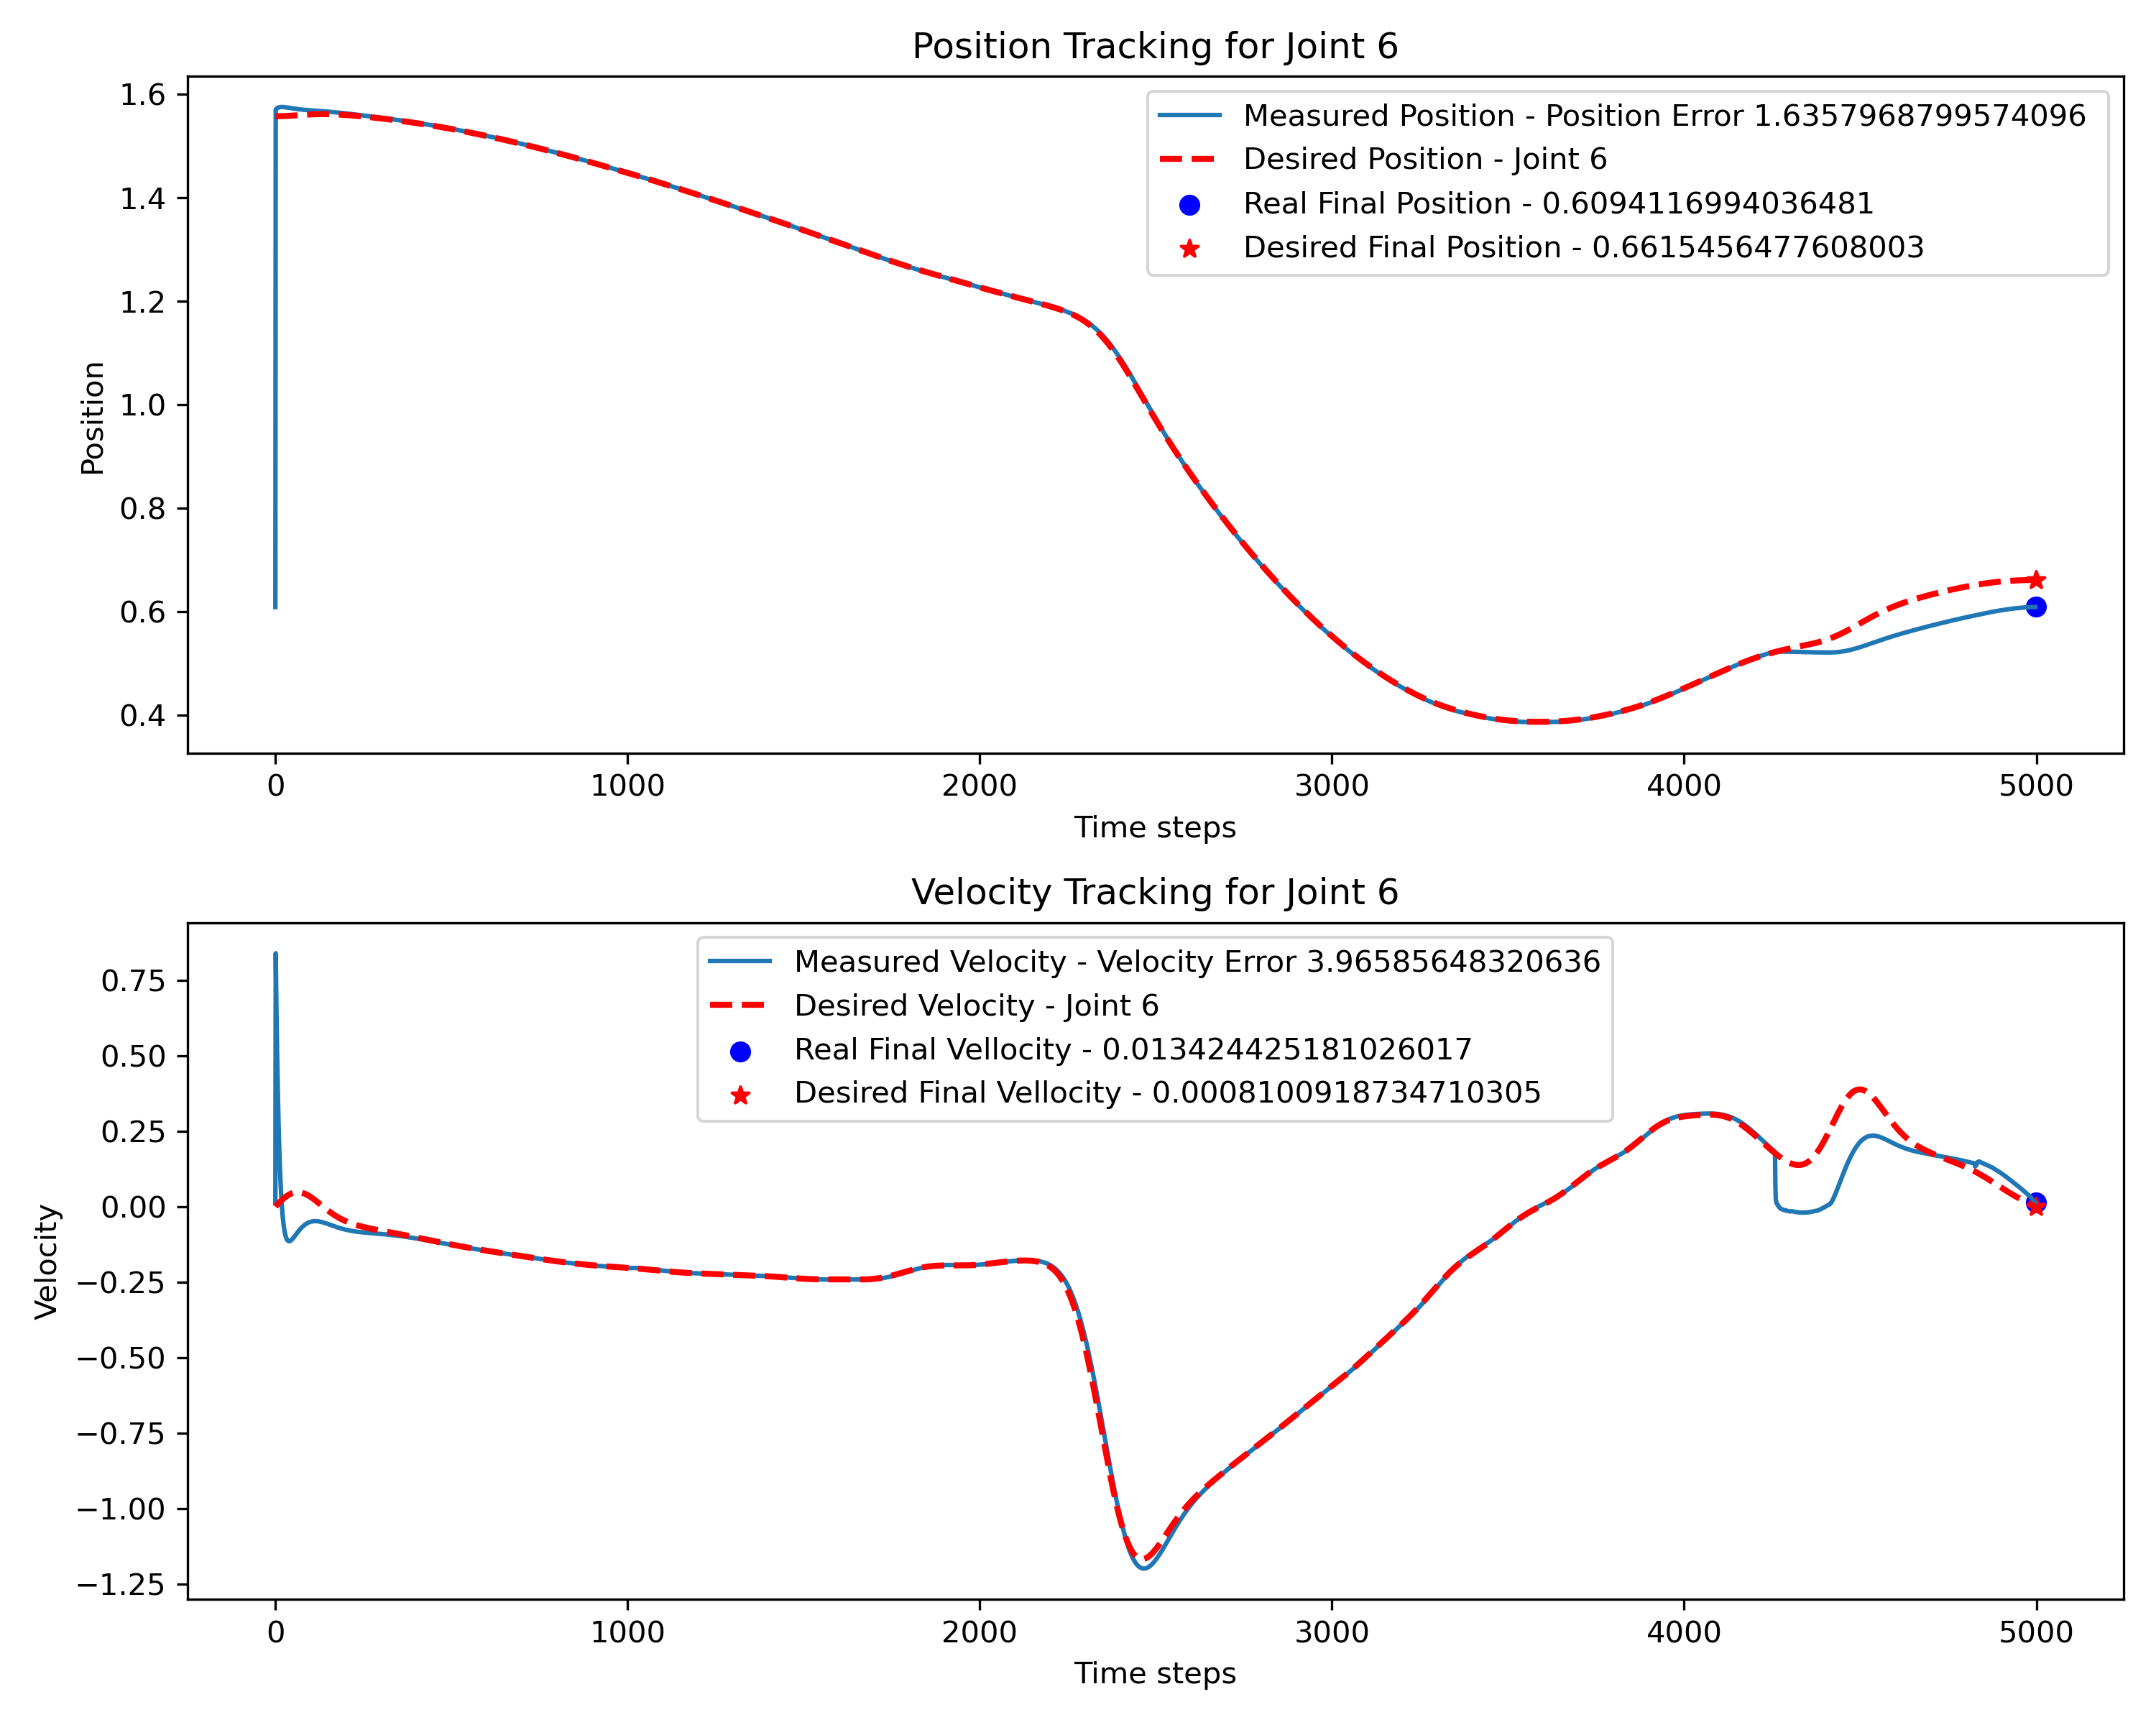 Position Tracking for Joint 6
Measured Position - Position Error 1.6357968799574096
Desired Position - Joint 6
Real Final Position - 0.6094116994036481
Desired Final Position - 0.6615456477608003
1.6
1.4
1.2
1.0
0.8
0.6
0.4
Position
0 1000 2000 3000 4000 5000
Time steps
Velocity Tracking for Joint 6
Measured Velocity - Velocity Error 3.96585648320636
Desired Velocity - Joint 6
Real Final Vellocity - 0.013424425181026017
Desired Final Vellocity - 0.0008100918734710305
0.75
0.50
0.25
0.00
−0.25
−0.50
−0.75
−1.00
−1.25
Velocity
0 1000 2000 3000 4000 5000
Time steps